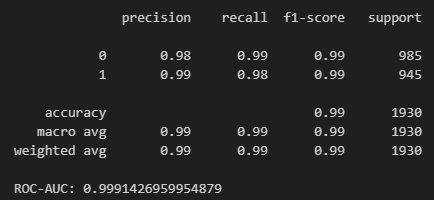 precision recall f1-score support
0 0.98 0.99 0.99 985
1 0.99 0.98 0.99 945
accuracy 0.99 1930
macro avg 0.99 0.99 0.99 1930
weighted avg 0.99 0.99 0.99 1930
ROC-AUC: 0.9991426959954879